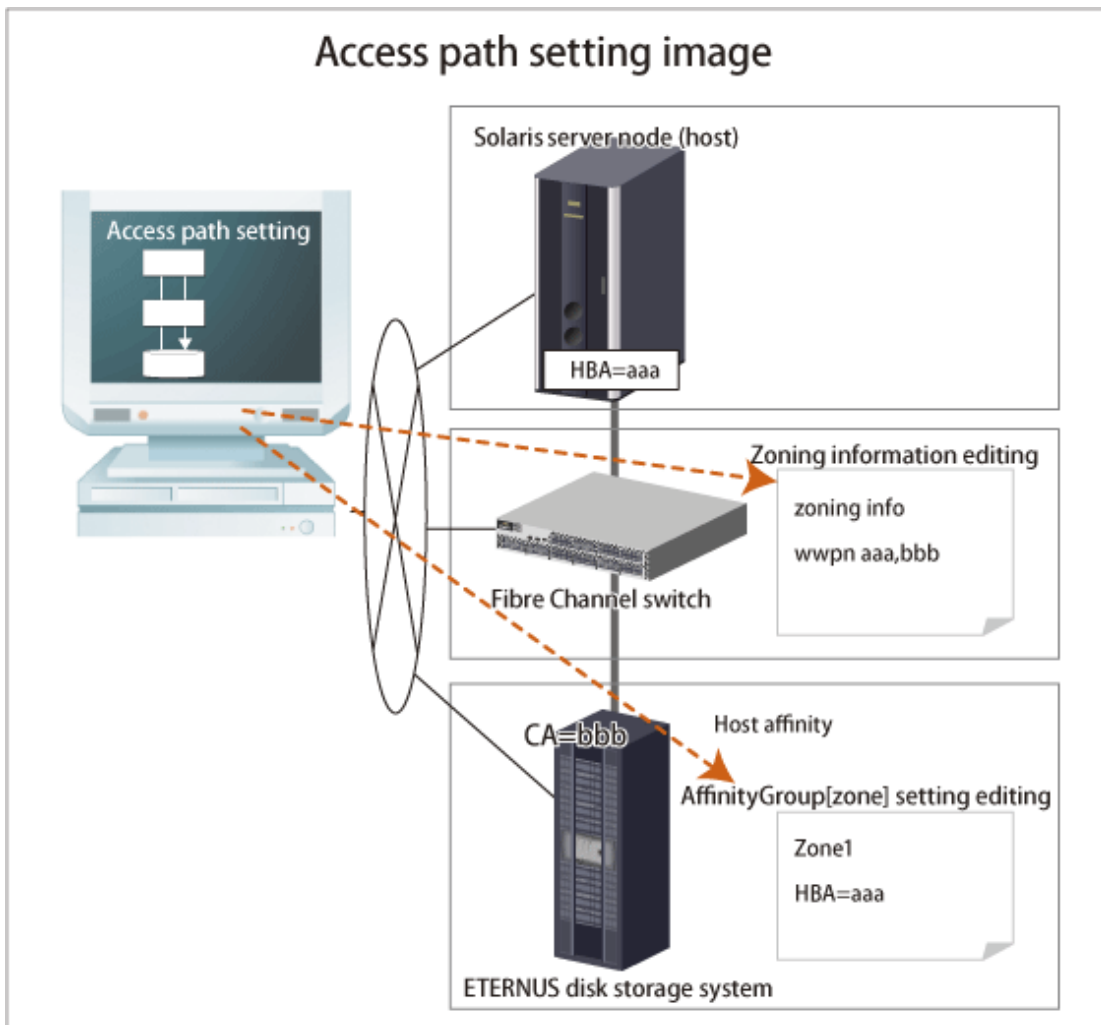 Access path setting image
Solaris server node (host)
Access path setting
HBA=aaa
Zoning information editing
zoning info
wwpn aaa,bbb
Fibre Channel switch
CA=bbb
Host affinity
AffinityGroup[zone] setting editing
Zone1
HBA=aaa
ETERNUS disk storage system